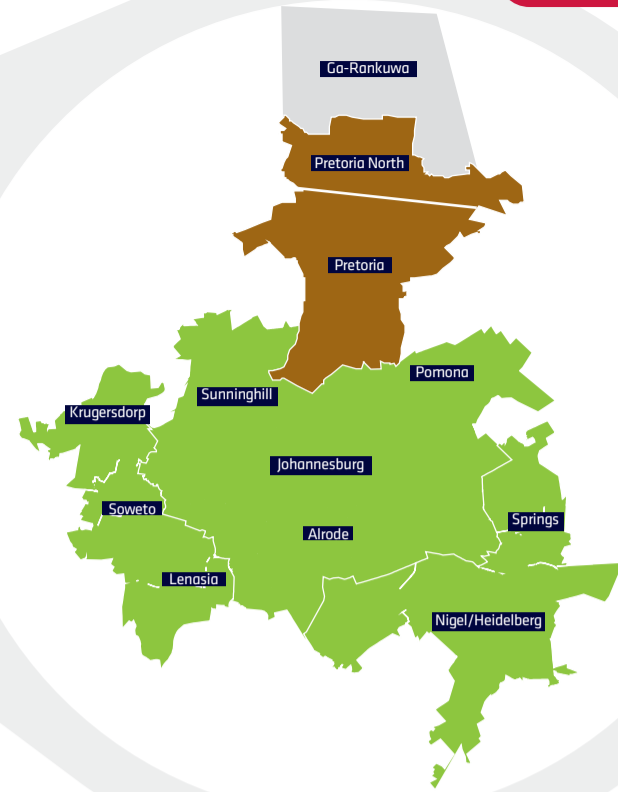 Ga-Rankuwa
Pretoria North
Pretoria
Pomona
Sunninghill
Krugersdorp
Johannesburg
Soweto
Springs
Alrode
Lenasia
Nigel/Heidelberg